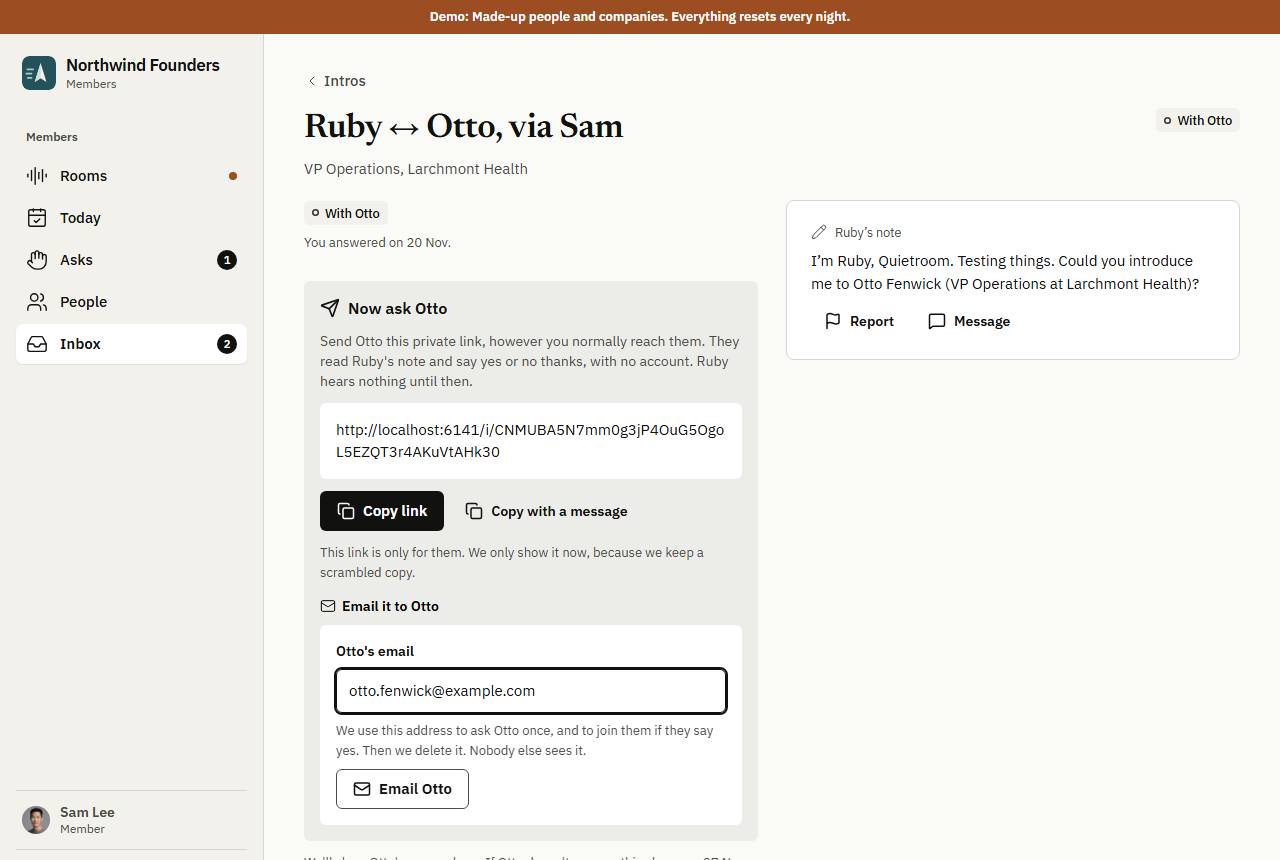 Demo: Made-up people and companies. Everything resets every night.
Northwind Founders
Members
Members
Rooms
Today
Asks 1
People
Inbox 2
Sam Lee
Member
Intros
Ruby ↔ Otto, via Sam
With Otto
VP Operations, Larchmont Health
With Otto
You answered on 20 Nov.
Now ask Otto
Send Otto this private link, however you normally reach them. They
read Ruby's note and say yes or no thanks, with no account. Ruby
hears nothing until then.
http://localhost:6141/i/CNMUBA5N7mm0g3jP4OuG5Ogo
L5EZQT3r4AKuVtAHk30
Copy link
Copy with a message
This link is only for them. We only show it now, because we keep a
scrambled copy.
Email it to Otto
Otto's email
otto.fenwick@example.com
We use this address to ask Otto once, and to join them if they say
yes. Then we delete it. Nobody else sees it.
Email Otto
Ruby’s note
I’m Ruby, Quietroom. Testing things. Could you introduce
me to Otto Fenwick (VP Operations at Larchmont Health)?
Report
Message